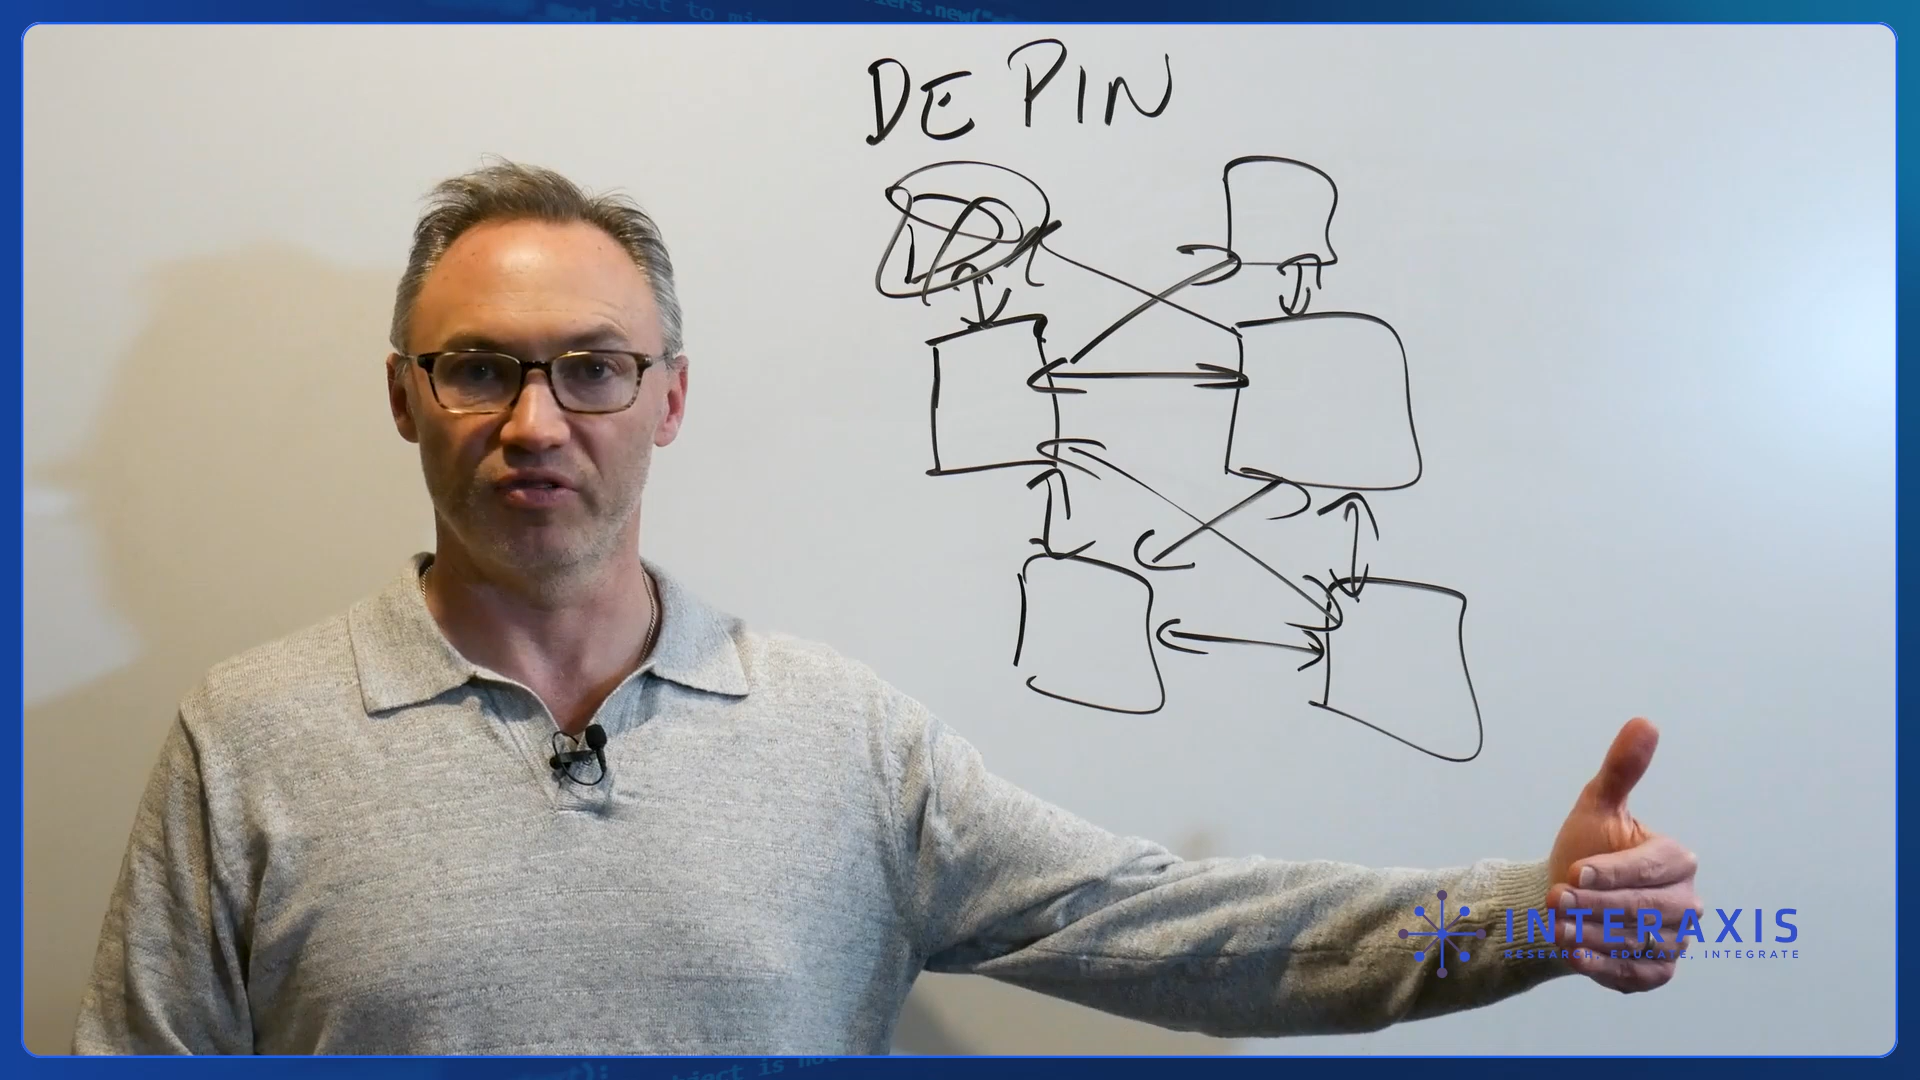 DE PIN
INTERAXIS
RESEARCH, EDUCATE, INTEGRATE